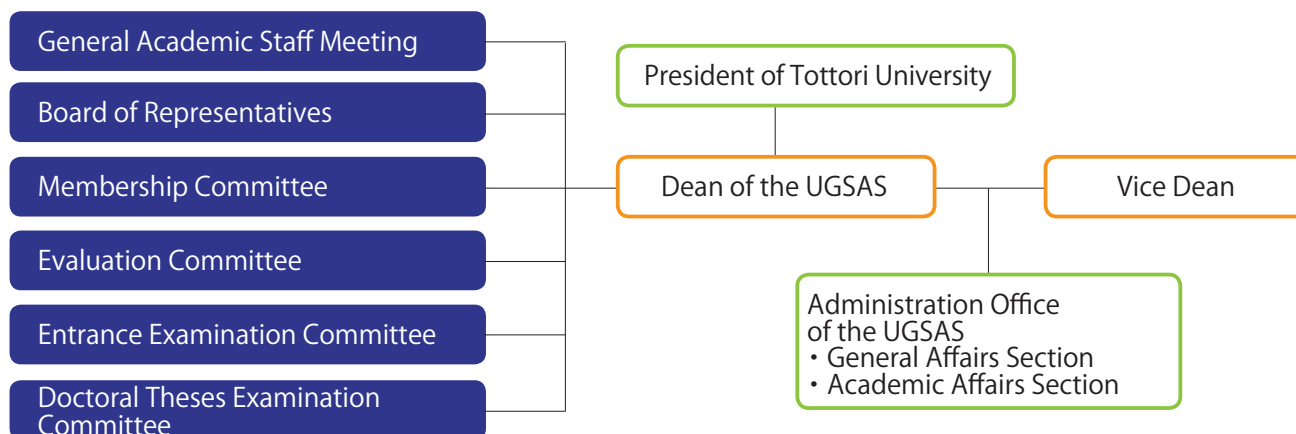 General Academic Staff Meeting
Board of Representatives
Membership Committee
Evaluation Committee
Entrance Examination Committee
Doctoral Theses Examination
Committee
President of Tottori University
Dean of the UGSAS
Vice Dean
Administration Office
of the UGSAS
・General Affairs Section
・Academic Affairs Section